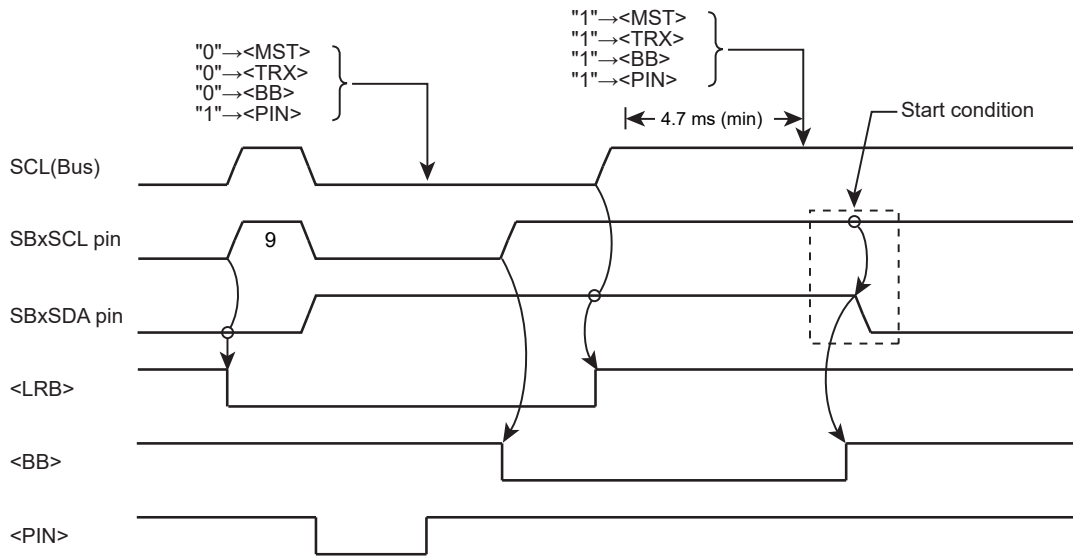 "0"→<MST>
"0"→<TRX>
"0"→<BB>
"1"→<PIN>
"1"→<MST>
"1"→<TRX>
"1"→<BB>
"1"→<PIN>
4.7 ms (min)
Start condition
SCL(Bus)
SBxSCL pin
9
SBxSDA pin
<LRB>
<BB>
<PIN>